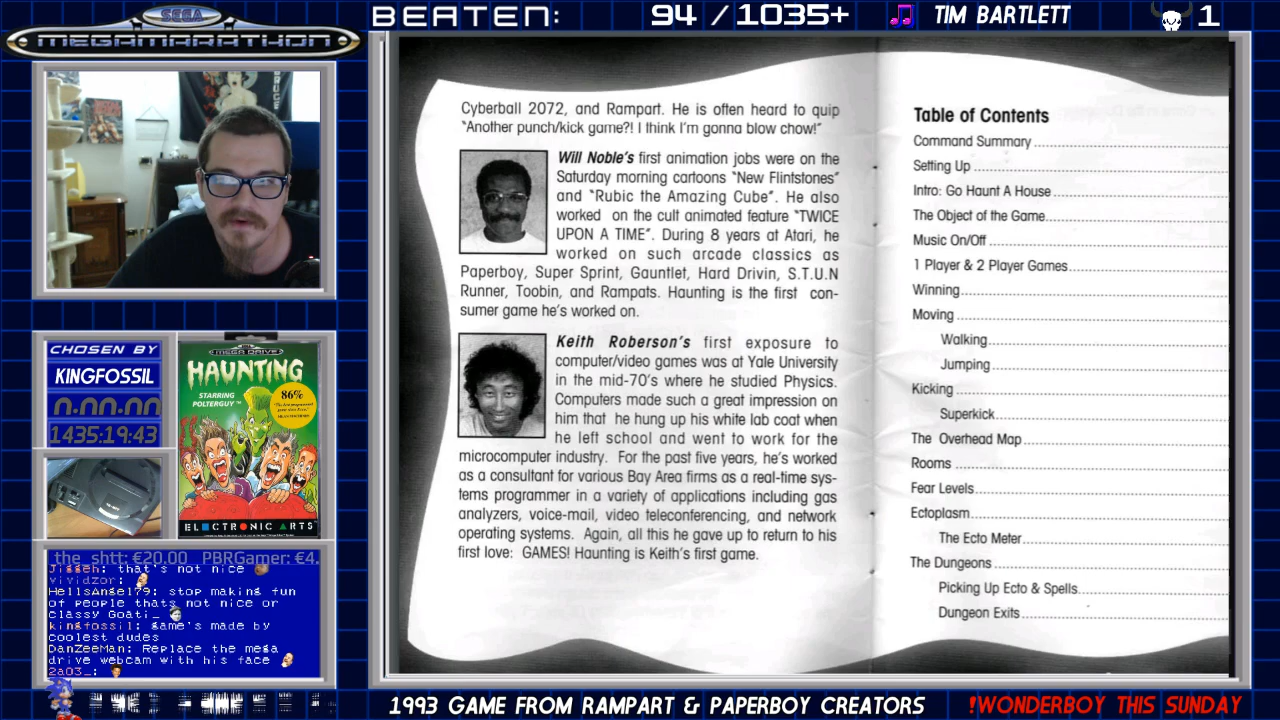 SEGA
MEGAMARATHON
BEATEN:
94 / 1035+
TIM BARTLETT
1
CHOSEN BY
KINGFOSSIL
1435:19:43
MEGA DRIVE
HAUNTING
STARRING
POLTERGUY™
86%
ELECTRONIC ARTS
the_shtt: €20.00 PBRGamer: €4.
Jiggeh: that's not nice
vividzor:
HellsAngel79: stop making fun
of people thats not nice or
classy Goati_
kingfossil: game's made by
coolest dudes
DanZeeMan: Replace the mega
drive webcam with his face
2a03_:
Cyberball 2072, and Rampart. He is often heard to quip
"Another punch/kick game?! I think I'm gonna blow chow!"
Will Noble's first animation jobs were on the
Saturday morning cartoons "New Flintstones"
and "Rubic the Amazing Cube". He also
worked on the cult animated feature "TWICE
UPON A TIME". During 8 years at Atari, he
worked on such arcade classics as
Paperboy, Super Sprint, Gauntlet, Hard Drivin, S.T.U.N
Runner, Toobin, and Rampats. Haunting is the first con-
sumer game he's worked on.
Keith Roberson's first exposure to
computer/video games was at Yale University
in the mid-70's where he studied Physics.
Computers made such a great impression on
him that he hung up his white lab coat when
he left school and went to work for the
microcomputer industry. For the past five years, he's worked
as a consultant for various Bay Area firms as a real-time sys-
tems programmer in a variety of applications including gas
analyzers, voice-mail, video teleconferencing, and network
operating systems. Again, all this he gave up to return to his
first love: GAMES! Haunting is Keith's first game.
Table of Contents
Command Summary
Setting Up
Intro: Go Haunt A House
The Object of the Game
Music On/Off
1 Player & 2 Player Games
Winning
Moving
Walking
Jumping
Kicking
Superkick
The Overhead Map
Rooms
Fear Levels
Ectoplasm
The Ecto Meter
The Dungeons
Picking Up Ecto & Spells
Dungeon Exits
1993 GAME FROM RAMPART & PAPERBOY CREATORS
!WONDERBOY THIS SUNDAY